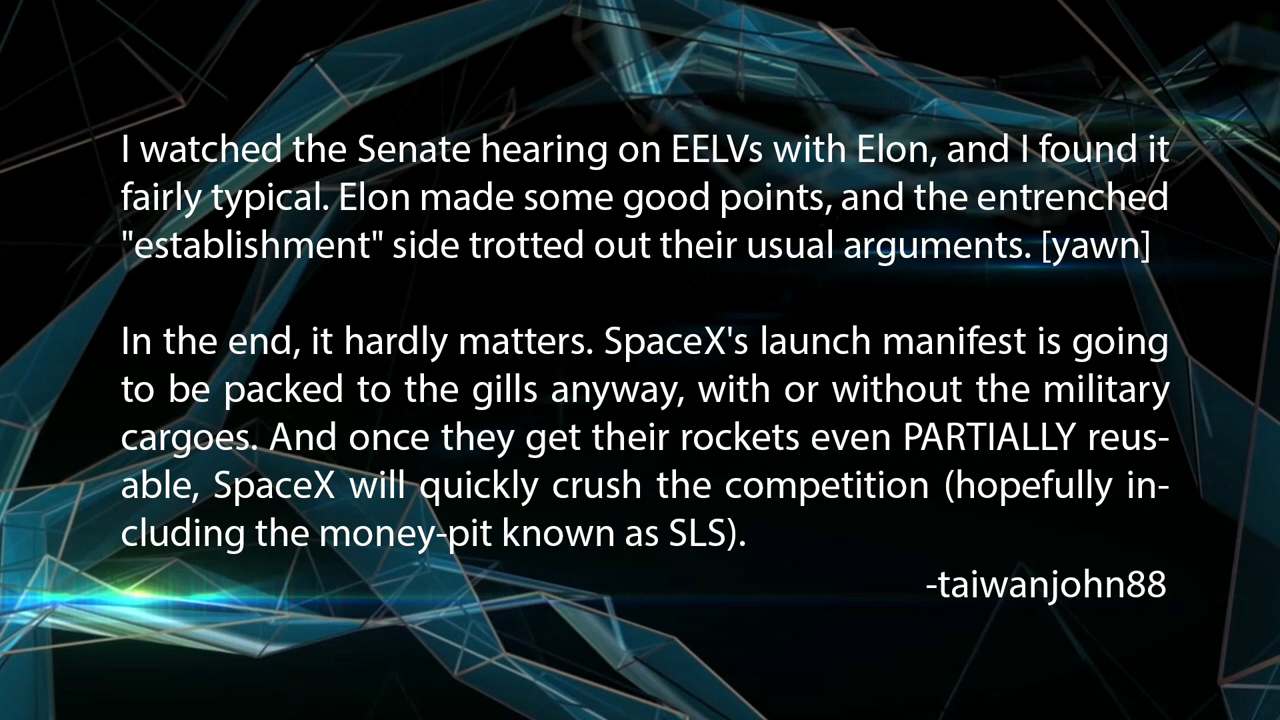 I watched the Senate hearing on EELVs with Elon, and I found it
fairly typical. Elon made some good points, and the entrenched
"establishment" side trotted out their usual arguments. [yawn]
In the end, it hardly matters. SpaceX's launch manifest is going
to be packed to the gills anyway, with or without the military
cargoes. And once they get their rockets even PARTIALLY reus-
able, SpaceX will quickly crush the competition (hopefully in-
cluding the money-pit known as SLS).
-taiwanjohn88